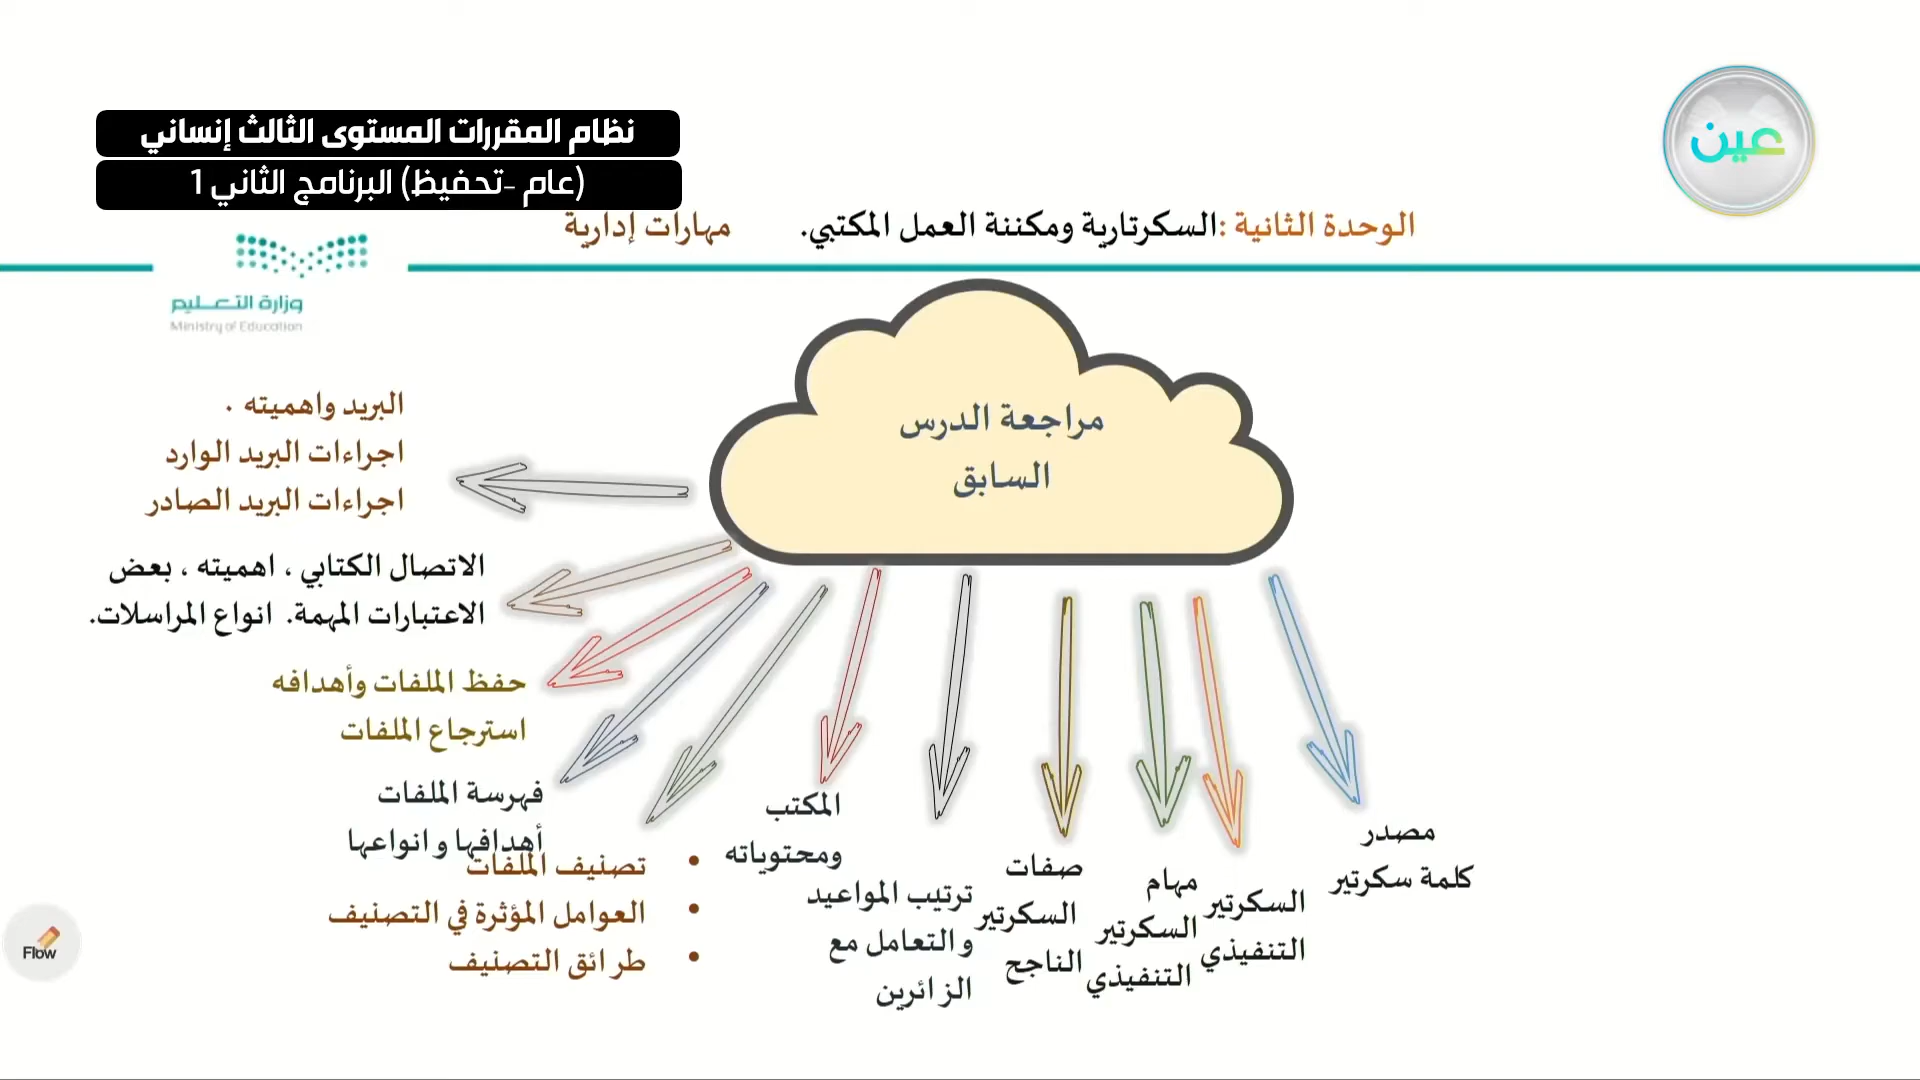 عين
نظام المقررات المستوى الثالث إنساني
(عام -تحفيظ) البرنامج الثاني 1
الوحدة الثانية :السكرتارية ومكننة العمل المكتبي. مهارات إدارية
وزارة التعليم
Ministry of Education
مراجعة الدرس
السابق
مصدر
كلمة سكرتير
السكرتير
التنفيذي
مهام
السكرتير
التنفيذي
صفات
السكرتير
الناجح
ترتيب المواعيد
والتعامل مع
الزائرين
المكتب
ومحتوياته
• تصنيف الملفات
• العوامل المؤثرة في التصنيف
• طرائق التصنيف
فهرسة الملفات
أهدافها وانواعها
حفظ الملفات وأهدافه
استرجاع الملفات
الاتصال الكتابي ، اهميته ، بعض
الاعتبارات المهمة. انواع المراسلات.
البريد واهميته .
اجراءات البريد الوارد
اجراءات البريد الصادر
Flow